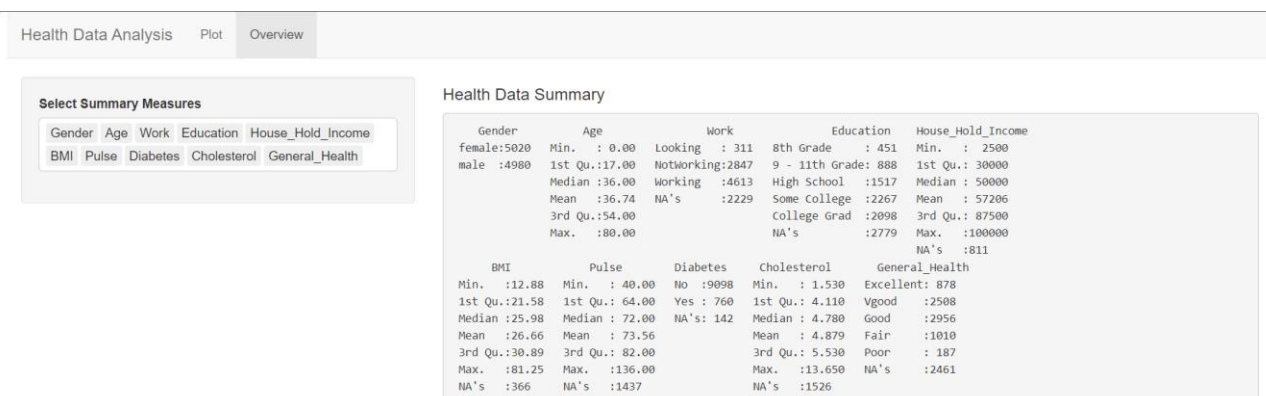 Health Data Analysis Plot Overview
Select Summary Measures
Gender Age Work Education House_Hold_Income
BMI Pulse Diabetes Cholesterol General_Health
Health Data Summary
Gender Age Work Education House_Hold_Income
female:5020 Min. : 0.00 Looking : 311 8th Grade : 451 Min. : 2500
male :4980 1st Qu.:17.00 NotWorking:2847 9 - 11th Grade: 888 1st Qu.: 30000
Median :36.00 Working :4613 High School :1517 Median : 50000
Mean :36.74 NA's :2229 Some College :2267 Mean : 57206
3rd Qu.:54.00 College Grad :2098 3rd Qu.: 87500
Max. :80.00 NA's :2779 Max. :100000
NA's :811
BMI Pulse Diabetes Cholesterol General_Health
Min. :12.88 Min. : 40.00 No :9098 Min. : 1.530 Excellent: 878
1st Qu.:21.58 1st Qu.: 64.00 Yes : 760 1st Qu.: 4.110 Vgood :2508
Median :25.98 Median : 72.00 NA's: 142 Median : 4.780 Good :2956
Mean :26.66 Mean : 73.56 Mean : 4.879 Fair :1010
3rd Qu.:30.89 3rd Qu.: 82.00 3rd Qu.: 5.530 Poor : 187
Max. :81.25 Max. :136.00 Max. :13.650 NA's :2461
NA's :366 NA's :1437 NA's :1526